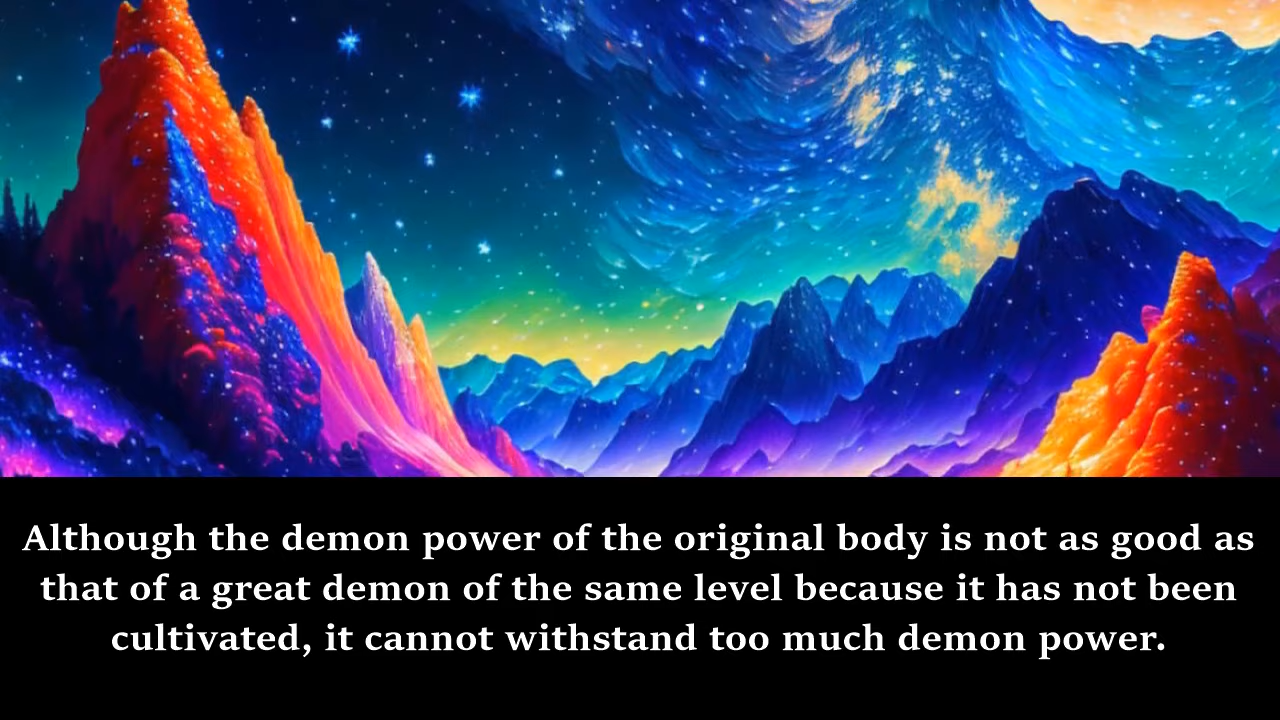 Although the demon power of the original body is not as good as
that of a great demon of the same level because it has not been
cultivated, it cannot withstand too much demon power.